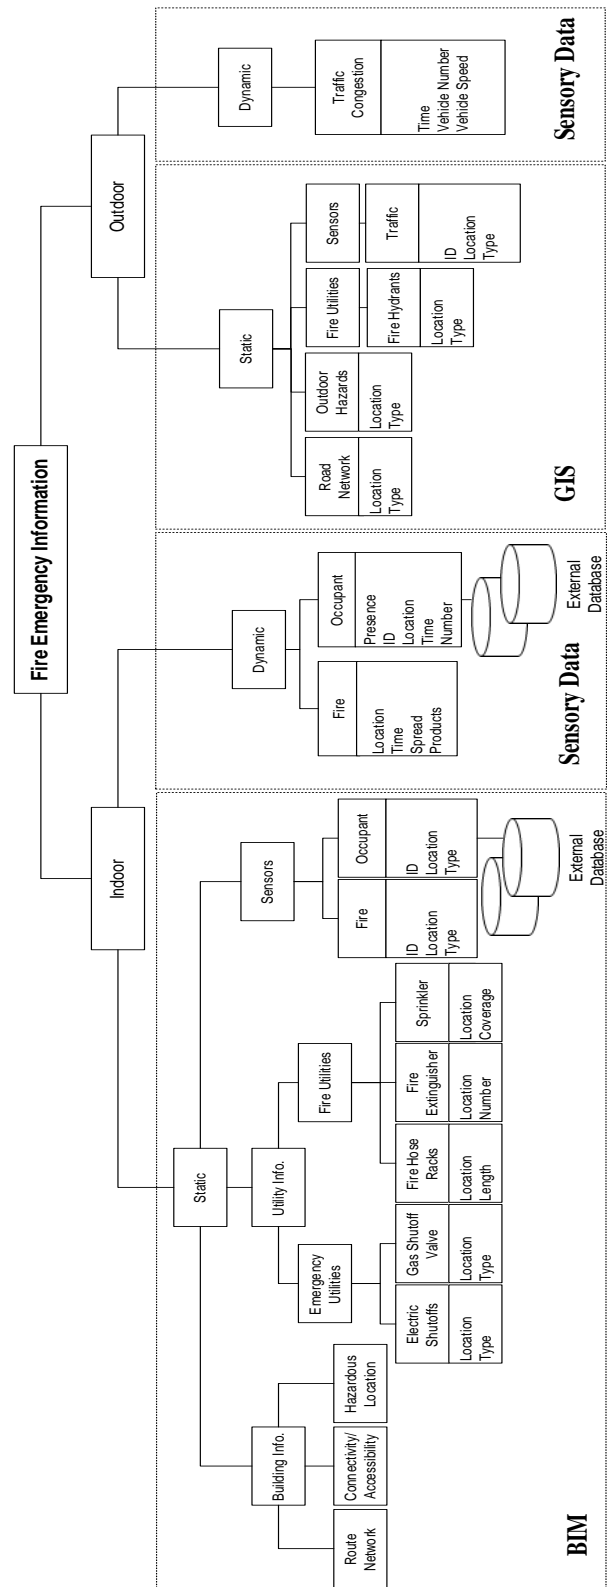 Fire Emergency Information
Indoor
Outdoor
Static
Dynamic
Static
Dynamic
Building Info.
Utility Info.
Sensors
Route
Network
Connectivity/
Accessibility
Hazardous
Location
Emergency
Utilities
Fire Utilities
Electric
Shutoffs
Location
Type
Gas Shutoff
Valve
Location
Type
Fire Hose
Racks
Location
Length
Fire
Extinguisher
Location
Number
Sprinkler
Location
Coverage
Fire
ID
Location
Type
Occupant
ID
Location
Type
External
Database
BIM
Fire
Location
Time
Spread
Products
Occupant
Presence
ID
Location
Time
Number
External
Database
Sensory Data
Road
Network
Location
Type
Outdoor
Hazards
Location
Type
Fire Utilities
Fire Hydrants
Location
Type
Sensors
Traffic
ID
Location
Type
GIS
Traffic
Congestion
Time
Vehicle Number
Vehicle Speed
Sensory Data